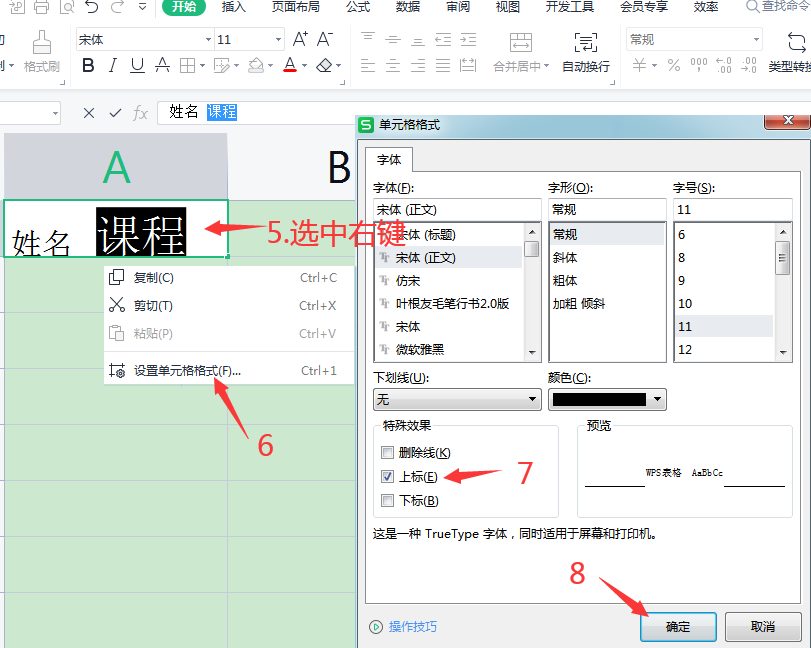 开始 插入 页面布局 公式 数据 审阅 视图 开发工具 会员专享 效率 查找命令
宋体 11 A+ A- 常规
格式刷 B I U A 合并居中 自动换行 ¥ % 类型转换
fx 姓名 课程
A B
姓名 课程
5.选中右键
复制(C) Ctrl+C
剪切(T) Ctrl+X
粘贴(P) Ctrl+V
设置单元格格式(F)... Ctrl+1
6
S 单元格格式
字体
字体(F): 字形(O): 字号(S):
宋体 (正文) 常规 11
宋体 (标题) 常规 6
宋体 (正文) 斜体 8
仿宋 粗体 9
叶根友毛笔行书2.0版 加粗 倾斜 10
宋体 11
微软雅黑 12
下划线(U): 颜色(C):
无
特殊效果 预览
删除线(K)
上标(E)
下标(B)
7
WPS表格 AaBbCc
这是一种 TrueType 字体，同时适用于屏幕和打印机。
8
操作技巧 确定 取消